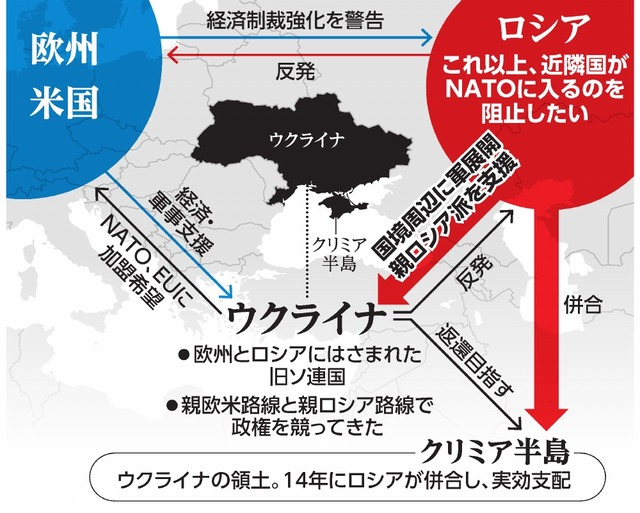 経済制裁強化を警告
反発
欧州
米国
ロシア
これ以上、近隣国が
NATOに入るのを
阻止したい
ウクライナ
クリミア
半島
国境周辺に軍展開
親ロシア派を支援
経済・
軍事支援
NATO、EUに
加盟希望
反発
併合
返還目指す
ウクライナ
●欧州とロシアにはさまれた
旧ソ連国
●親欧米路線と親ロシア路線で
政権を競ってきた
クリミア半島
ウクライナの領土。14年にロシアが併合し、実効支配